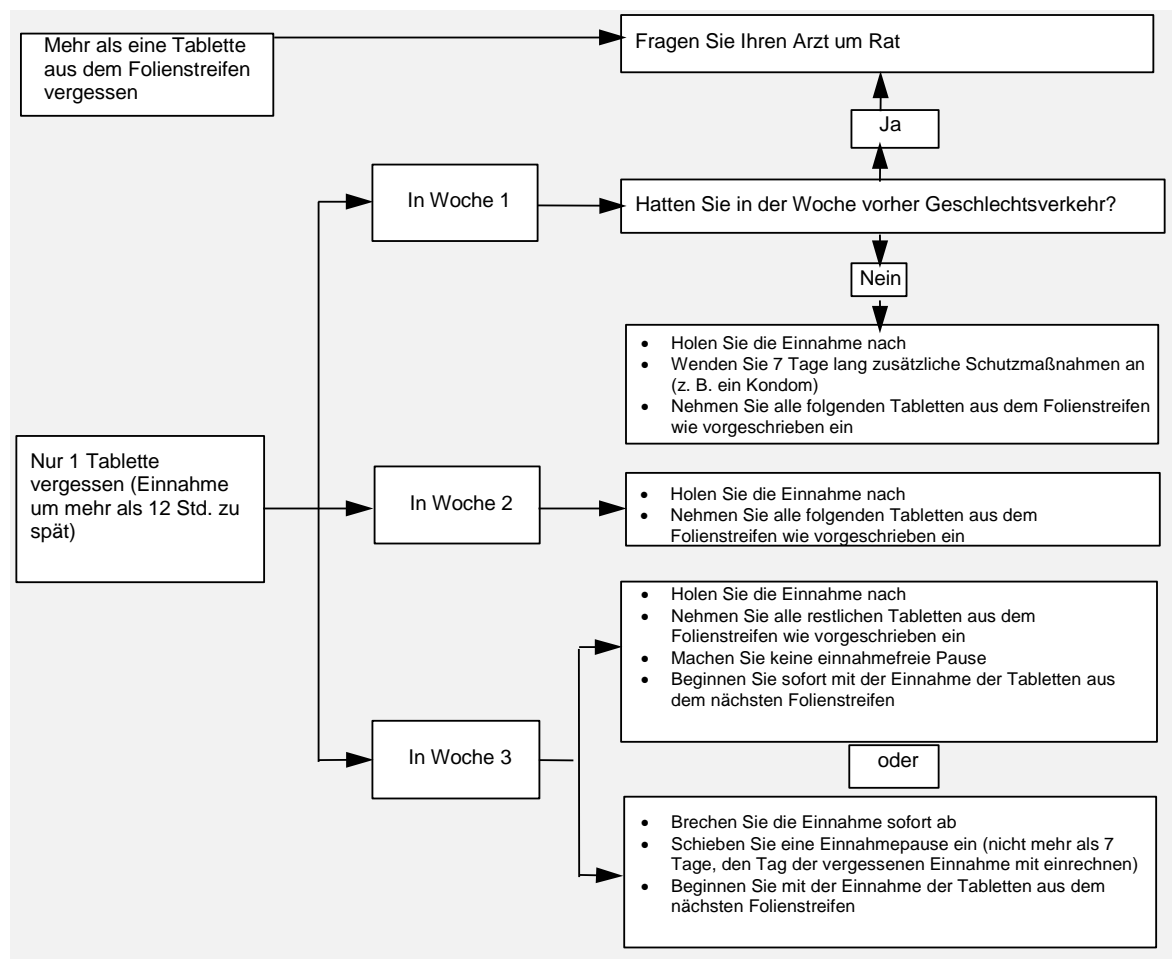 Mehr als eine Tablette
aus dem Folienstreifen
vergessen
Fragen Sie Ihren Arzt um Rat
Ja
In Woche 1
Hatten Sie in der Woche vorher Geschlechtsverkehr?
Nein
• Holen Sie die Einnahme nach
• Wenden Sie 7 Tage lang zusätzliche Schutzmaßnahmen an
(z. B. ein Kondom)
• Nehmen Sie alle folgenden Tabletten aus dem Folienstreifen
wie vorgeschrieben ein
Nur 1 Tablette
vergessen (Einnahme
um mehr als 12 Std. zu
spät)
In Woche 2
• Holen Sie die Einnahme nach
• Nehmen Sie alle folgenden Tabletten aus dem
Folienstreifen wie vorgeschrieben ein
In Woche 3
• Holen Sie die Einnahme nach
• Nehmen Sie alle restlichen Tabletten aus dem
Folienstreifen wie vorgeschrieben ein
• Machen Sie keine einnahmefreie Pause
• Beginnen Sie sofort mit der Einnahme der Tabletten aus
dem nächsten Folienstreifen
oder
• Brechen Sie die Einnahme sofort ab
• Schieben Sie eine Einnahmepause ein (nicht mehr als 7
Tage, den Tag der vergessenen Einnahme mit einrechnen)
• Beginnen Sie mit der Einnahme der Tabletten aus dem
nächsten Folienstreifen